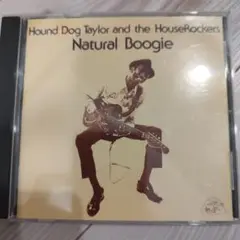 Hound Dog Taylor and the HouseRockers
Natural Boogie